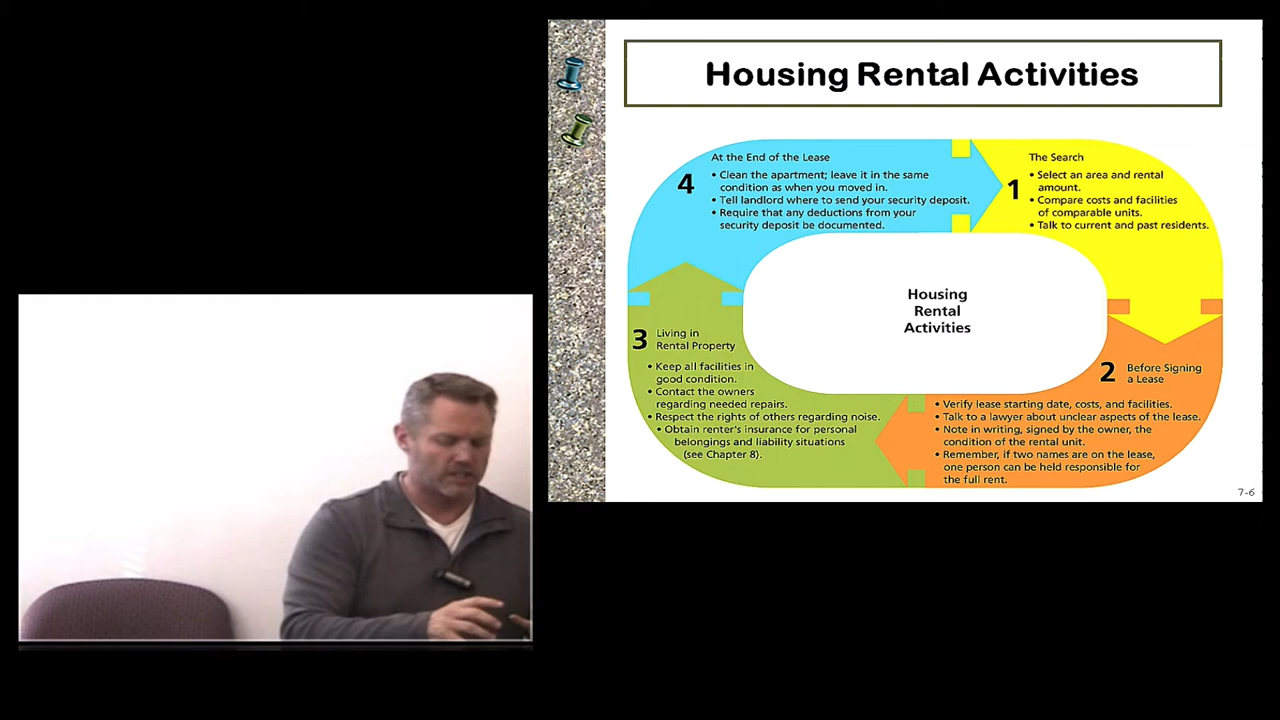 Housing Rental Activities
At the End of the Lease
4
• Clean the apartment; leave it in the same
condition as when you moved in.
• Tell landlord where to send your security deposit.
• Require that any deductions from your
security deposit be documented.
The Search
1
• Select an area and rental
amount.
• Compare costs and facilities
of comparable units.
• Talk to current and past residents.
Housing
Rental
Activities
2
Before Signing
a Lease
• Verify lease starting date, costs, and facilities.
• Talk to a lawyer about unclear aspects of the lease.
• Note in writing, signed by the owner, the
condition of the rental unit.
• Remember, if two names are on the lease,
one person can be held responsible for
the full rent.
3
Living in
Rental Property
• Keep all facilities in
good condition.
• Contact the owners
regarding needed repairs.
• Respect the rights of others regarding noise.
• Obtain renter's insurance for personal
belongings and liability situations
(see Chapter 8).
7-6